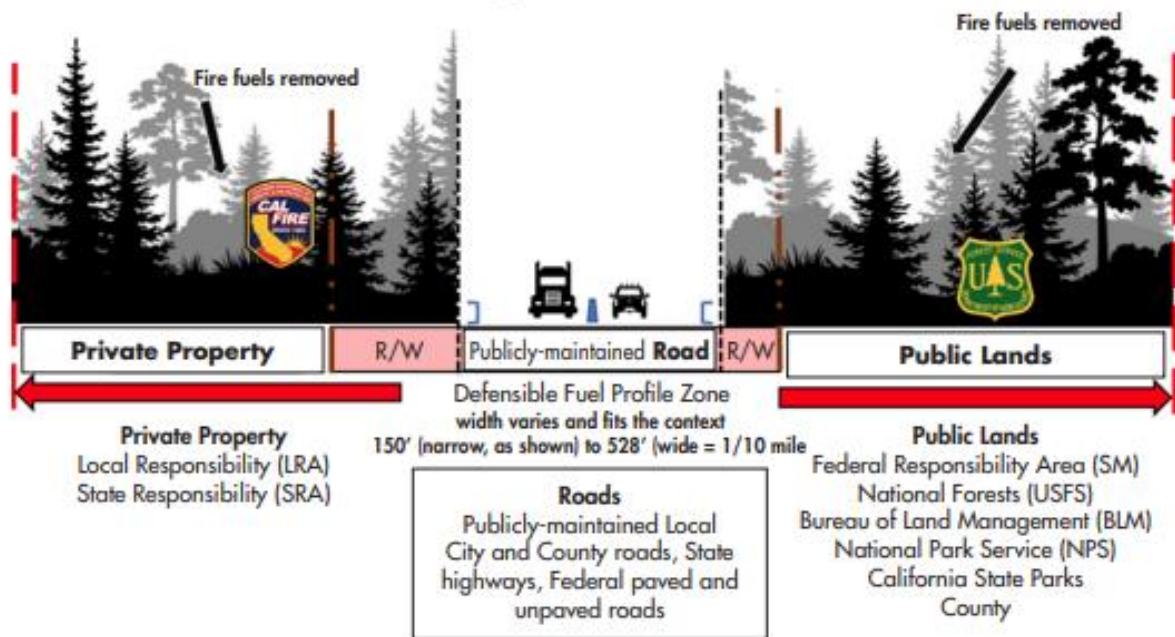 Fire fuels removed
Fire fuels removed
CAL
FIRE
FOREST SERVICE
U S
Private Property
R/W
Publicly-maintained Road
R/W
Public Lands
Defensible Fuel Profile Zone
width varies and fits the context
150' (narrow, as shown) to 528' (wide = 1/10 mile
Private Property
Local Responsibility (LRA)
State Responsibility (SRA)
Roads
Publicly-maintained Local
City and County roads, State
highways, Federal paved and
unpaved roads
Public Lands
Federal Responsibility Area (SM)
National Forests (USFS)
Bureau of Land Management (BLM)
National Park Service (NPS)
California State Parks
County